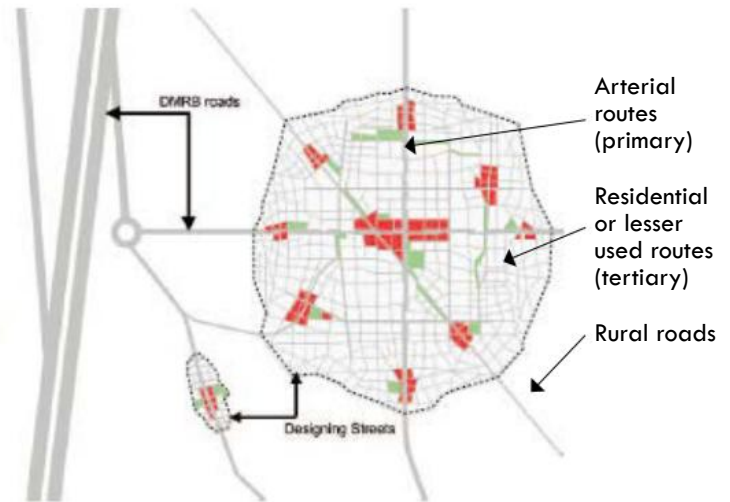 DMRB roads
Arterial
routes
(primary)
Residential
or lesser
used routes
(tertiary)
Rural roads
Designing Streets